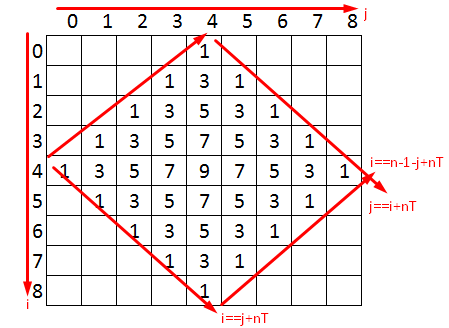 j
0 1 2 3 4 5 6 7 8
0 1
1 1 3 1
2 1 3 5 3 1
3 1 3 5 7 5 3 1
4 1 3 5 7 9 7 5 3 1
5 1 3 5 7 5 3 1
6 1 3 5 3 1
7 1 3 1
8 1
i
i==n-1-j+nT
j==i+nT
i==j+nT